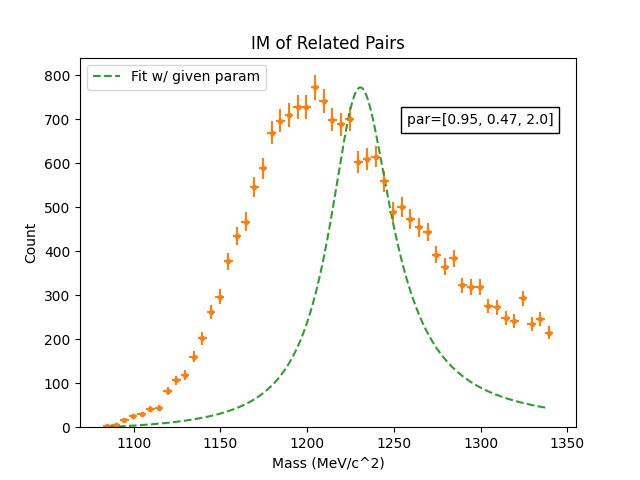 IM of Related Pairs
Fit w/ given param
par=[0.95, 0.47, 2.0]
800
700
600
500
400
300
200
100
0
Count
1100 1150 1200 1250 1300 1350
Mass (MeV/c^2)